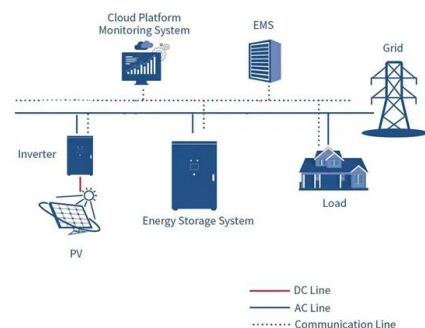 Cloud Platform
Monitoring System
EMS
Grid
Inverter
Energy Storage System
Load
PV
DC Line
AC Line
Communication Line